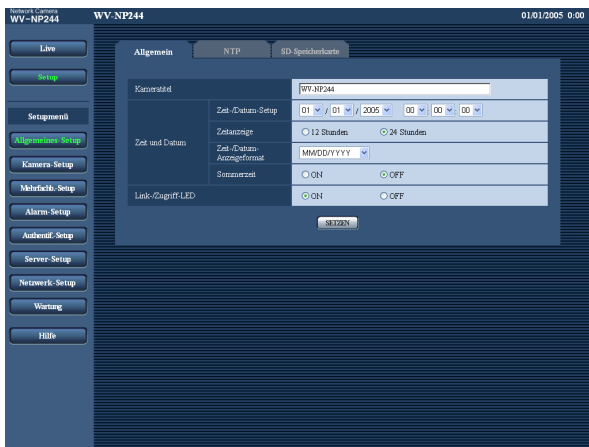 Network Camera
WV-NP244
WV-NP244
01/01/2005 0:00
Live
Setup
Setupmenü
Allgemeines-Setup
Kamera-Setup
Mehrfachb.-Setup
Alarm-Setup
Authentif.-Setup
Server-Setup
Netzwerk-Setup
Wartung
Hilfe
Allgemein NTP SD-Speicherkarte
Kameratitel WV-NP244
Zeit und Datum
Zeit-/Datum-Setup 01 / 01 / 2005 00 : 00 : 00
Zeitanzeige 12 Stunden 24 Stunden
Zeit-/Datum-
Anzeigeformat MM/DD/YYYY
Sommerzeit ON OFF
Link-/Zugriff-LED ON OFF
SETZEN